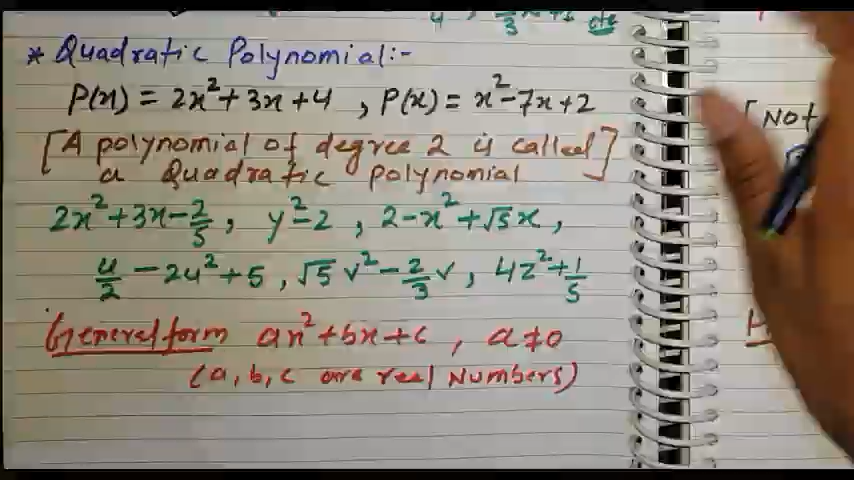 * Quadratic Polynomial:-
P(x) = 2x²+3x+4 , P(x) = x²-7x+2
[A polynomial of degree 2 is called]
a Quadratic polynomial
2x²+3x-2/5 , y²-2 , 2-x²+√5x ,
u/2 - 2u²+5 , √5 v² - 2/3 v , 4z²+1/5
General form ax²+bx+c , a≠0
(a, b, c are real Numbers)
[Not